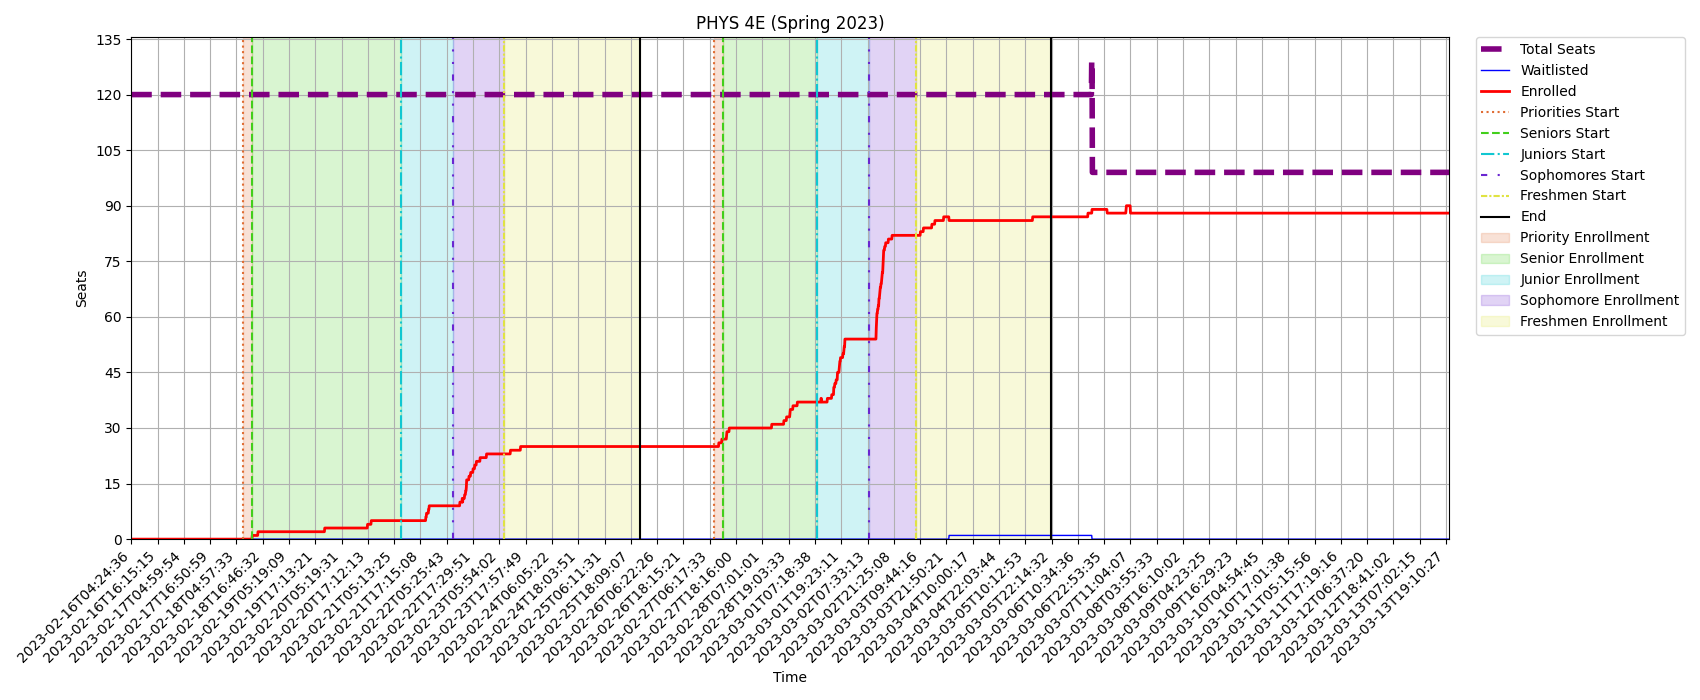 PHYS 4E (Spring 2023)
135
120
105
90
75
60
45
30
15
0
Seats
2023-02-16T04:24:36
2023-02-16T16:15:15
2023-02-17T04:59:54
2023-02-17T16:50:59
2023-02-18T04:57:33
2023-02-18T16:46:32
2023-02-19T05:19:09
2023-02-19T17:13:21
2023-02-20T05:19:31
2023-02-20T17:12:13
2023-02-21T05:13:25
2023-02-21T17:15:08
2023-02-22T05:25:43
2023-02-22T17:29:51
2023-02-23T05:54:02
2023-02-23T17:57:49
2023-02-24T06:05:22
2023-02-24T18:03:51
2023-02-25T06:11:31
2023-02-25T18:09:07
2023-02-26T06:22:26
2023-02-26T18:15:21
2023-02-27T06:17:33
2023-02-27T18:16:00
2023-02-28T07:01:01
2023-02-28T19:03:33
2023-03-01T07:18:38
2023-03-01T19:23:11
2023-03-02T07:33:13
2023-03-02T21:25:08
2023-03-03T09:44:16
2023-03-03T21:50:21
2023-03-04T10:00:17
2023-03-04T22:03:44
2023-03-05T10:12:53
2023-03-05T22:14:32
2023-03-06T10:34:36
2023-03-06T22:53:35
2023-03-07T11:04:07
2023-03-08T03:55:33
2023-03-08T16:10:02
2023-03-09T04:23:25
2023-03-09T16:29:23
2023-03-10T04:54:45
2023-03-10T17:01:38
2023-03-11T05:15:56
2023-03-11T17:19:16
2023-03-12T06:37:20
2023-03-12T18:41:02
2023-03-13T07:02:15
2023-03-13T19:10:27
Time
Total Seats
Waitlisted
Enrolled
Priorities Start
Seniors Start
Juniors Start
Sophomores Start
Freshmen Start
End
Priority Enrollment
Senior Enrollment
Junior Enrollment
Sophomore Enrollment
Freshmen Enrollment